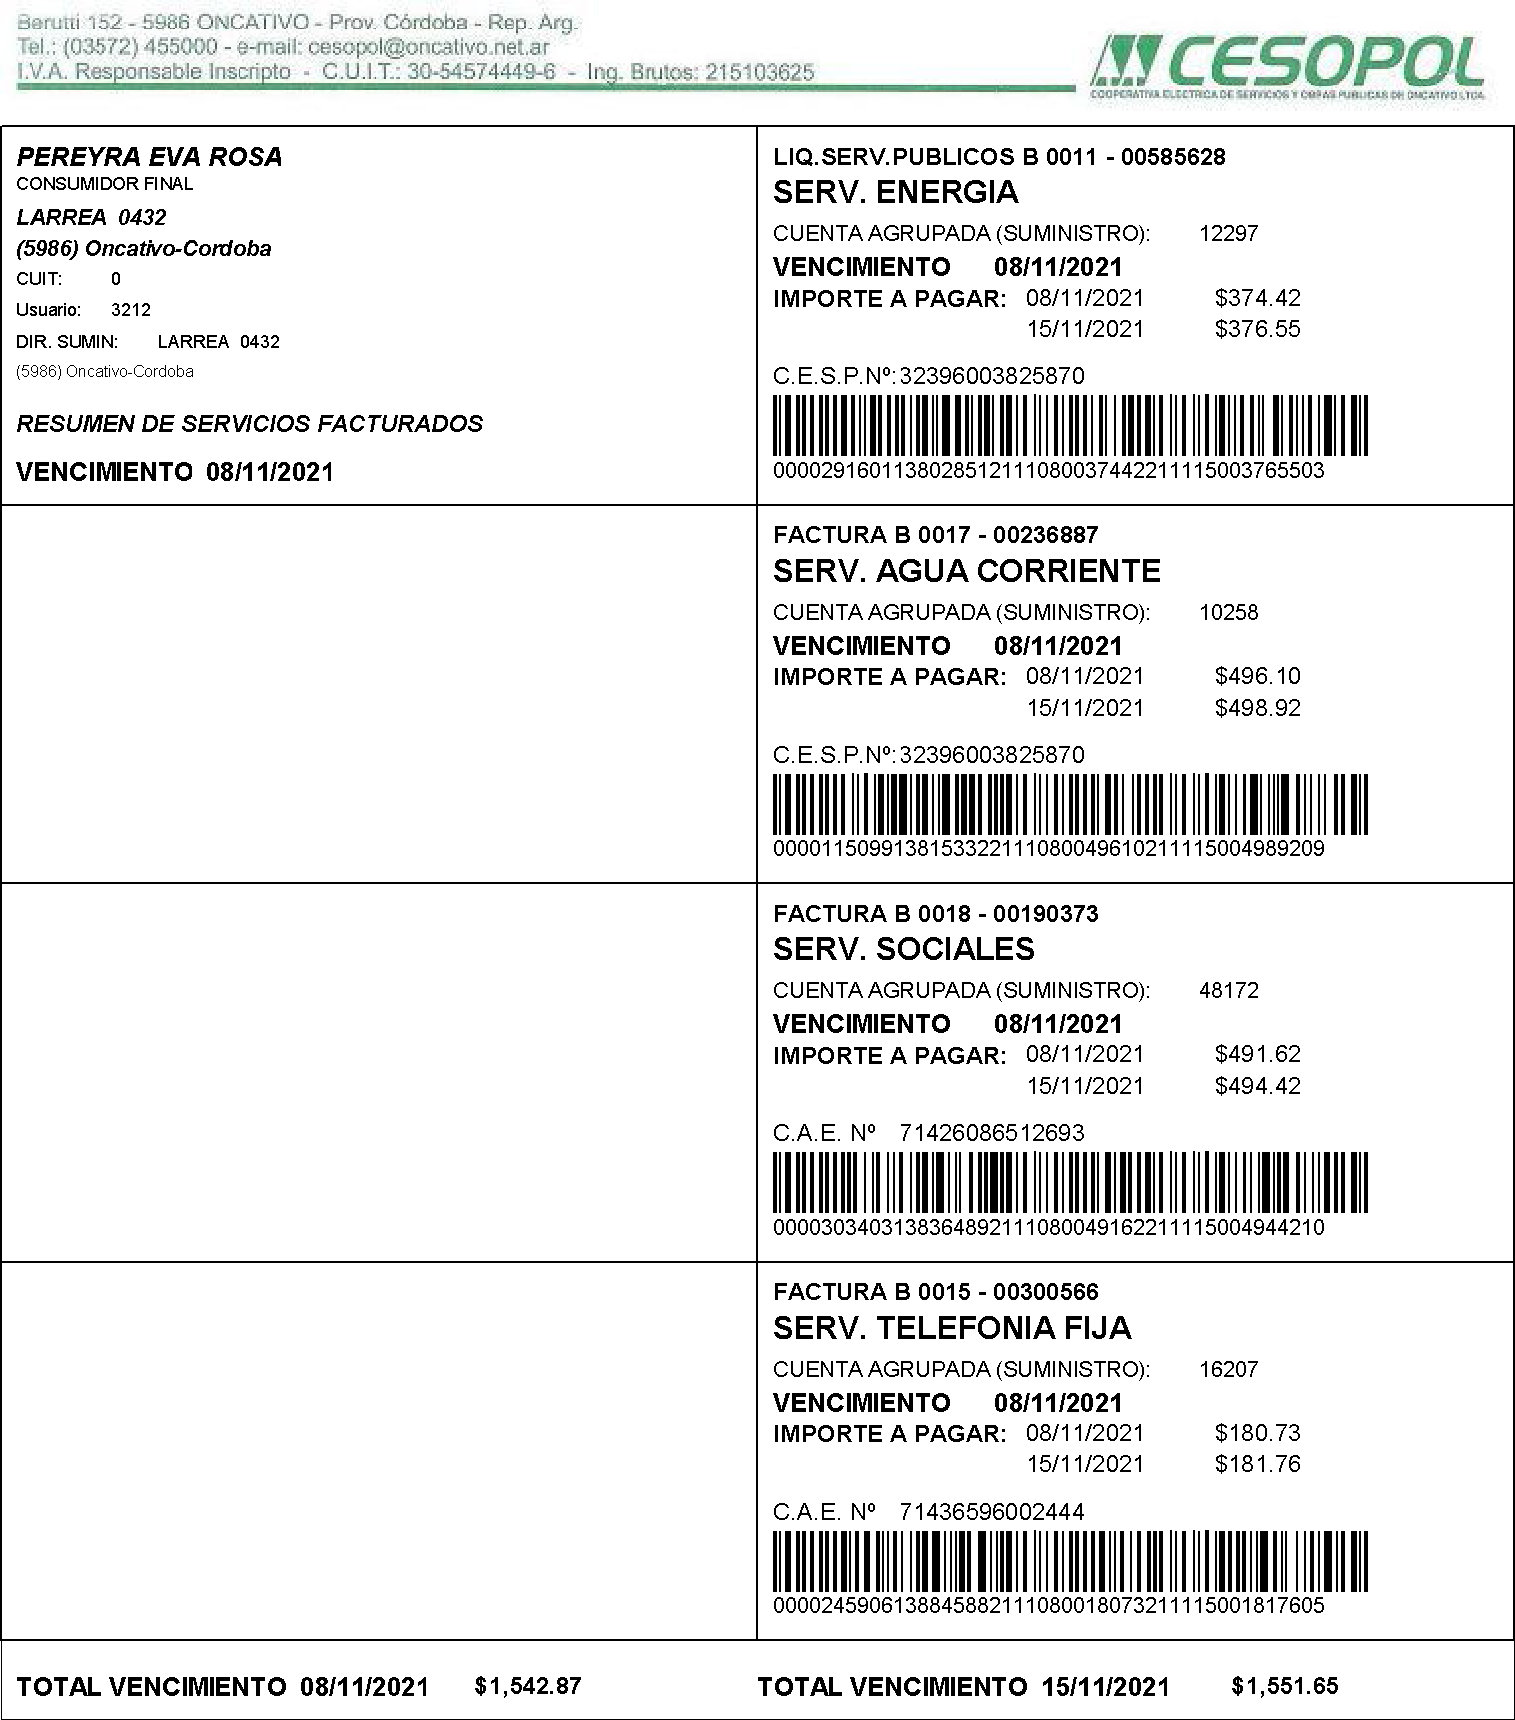 Berutti 152 - 5986 ONCATIVO - Prov. Córdoba - Rep. Arg.
Tel.: (03572) 455000 - e-mail: cesopol@oncativo.net.ar
I.V.A. Responsable Inscripto - C.U.I.T.: 30-54574449-6 - Ing. Brutos: 215103625
CESOPOL
COOPERATIVA ELECTRICA DE SERVICIOS Y OBRAS PUBLICAS DE ONCATIVO LTDA.
PEREYRA EVA ROSA
CONSUMIDOR FINAL
LARREA 0432
(5986) Oncativo-Cordoba
CUIT: 0
Usuario: 3212
DIR. SUMIN: LARREA 0432
(5986) Oncativo-Cordoba
RESUMEN DE SERVICIOS FACTURADOS
VENCIMIENTO 08/11/2021
LIQ.SERV.PUBLICOS B 0011 - 00585628
SERV. ENERGIA
CUENTA AGRUPADA (SUMINISTRO): 12297
VENCIMIENTO 08/11/2021
IMPORTE A PAGAR: 08/11/2021 $374.42
15/11/2021 $376.55
C.E.S.P.Nº: 32396003825870
0000291601138028512111080037442211115003765503
FACTURA B 0017 - 00236887
SERV. AGUA CORRIENTE
CUENTA AGRUPADA (SUMINISTRO): 10258
VENCIMIENTO 08/11/2021
IMPORTE A PAGAR: 08/11/2021 $496.10
15/11/2021 $498.92
C.E.S.P.Nº: 32396003825870
0000115099138153322111080049610211115004989209
FACTURA B 0018 - 00190373
SERV. SOCIALES
CUENTA AGRUPADA (SUMINISTRO): 48172
VENCIMIENTO 08/11/2021
IMPORTE A PAGAR: 08/11/2021 $491.62
15/11/2021 $494.42
C.A.E. Nº 71426086512693
0000303403138364892111080049162211115004944210
FACTURA B 0015 - 00300566
SERV. TELEFONIA FIJA
CUENTA AGRUPADA (SUMINISTRO): 16207
VENCIMIENTO 08/11/2021
IMPORTE A PAGAR: 08/11/2021 $180.73
15/11/2021 $181.76
C.A.E. Nº 71436596002444
0000245906138845882111080018073211115001817605
TOTAL VENCIMIENTO 08/11/2021 $1,542.87
TOTAL VENCIMIENTO 15/11/2021 $1,551.65